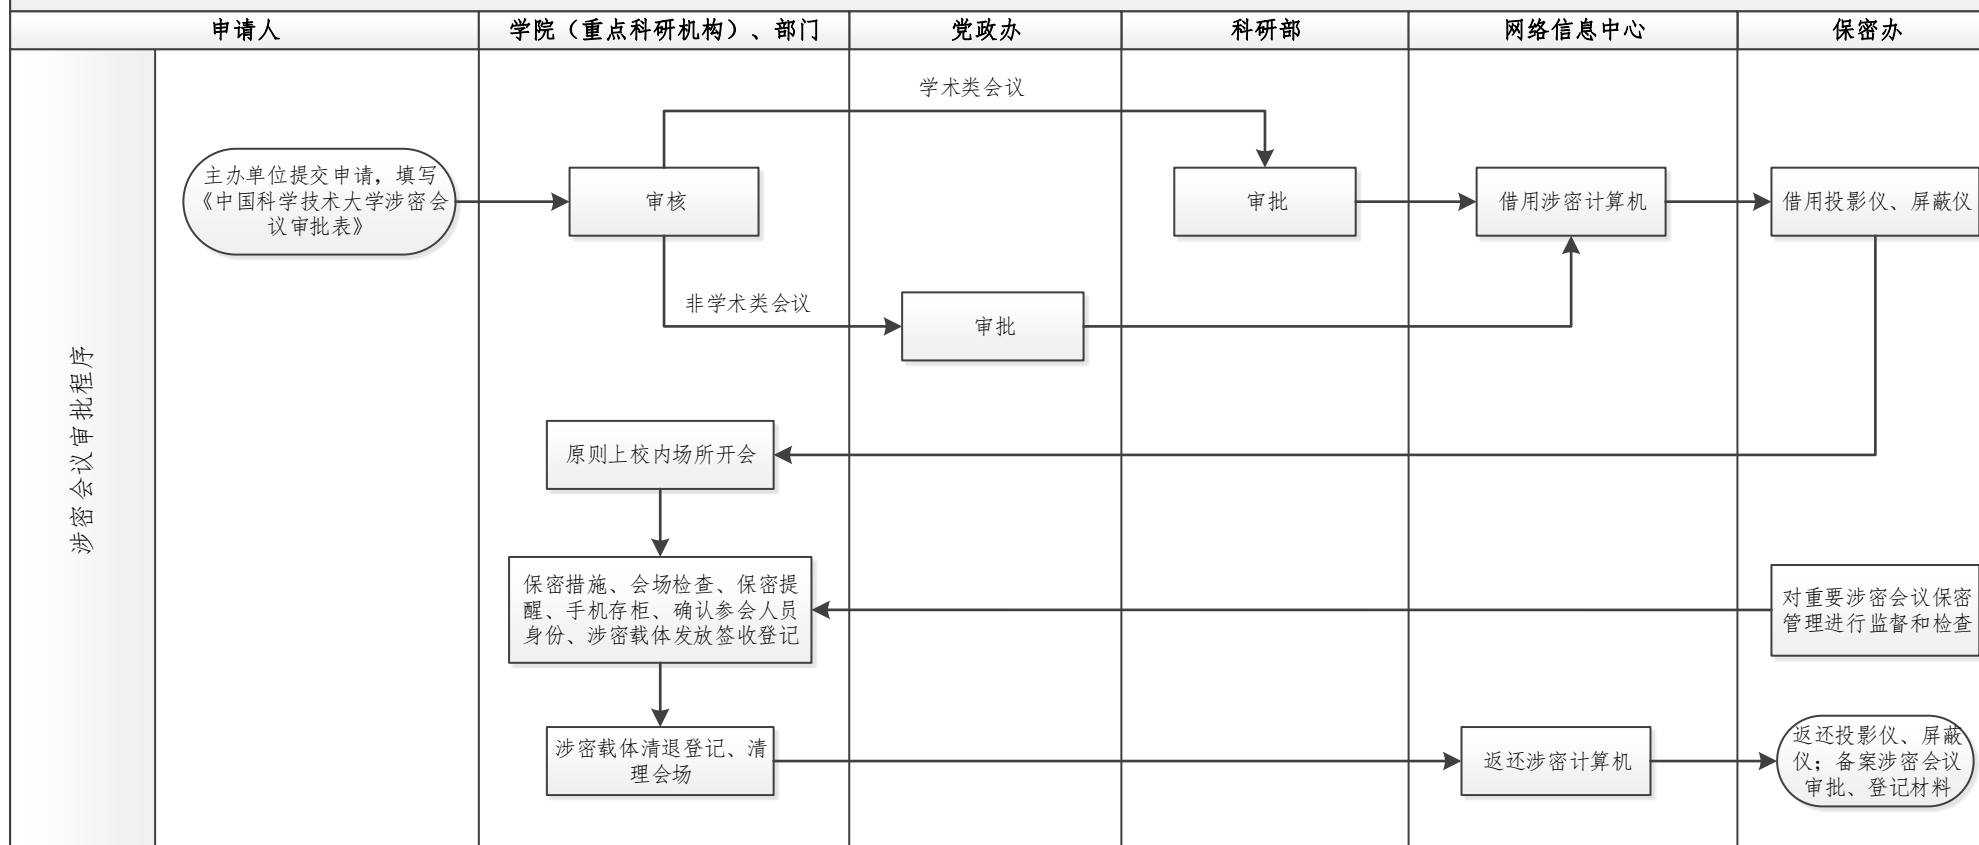 申请人
学院（重点科研机构）、部门
党政办
科研部
网络信息中心
保密办
涉密会议审批程序
学术类会议
主办单位提交申请，填写
《中国科学技术大学涉密会
议审批表》
审核
审批
借用涉密计算机
借用投影仪、屏蔽仪
非学术类会议
审批
原则上校内场所开会
保密措施、会场检查、保密提
醒、手机存柜、确认参会人员
身份、涉密载体发放签收登记
对重要涉密会议保密
管理进行监督和检查
涉密载体清退登记、清
理会场
返还涉密计算机
返还投影仪、屏蔽
仪；备案涉密会议
审批、登记材料